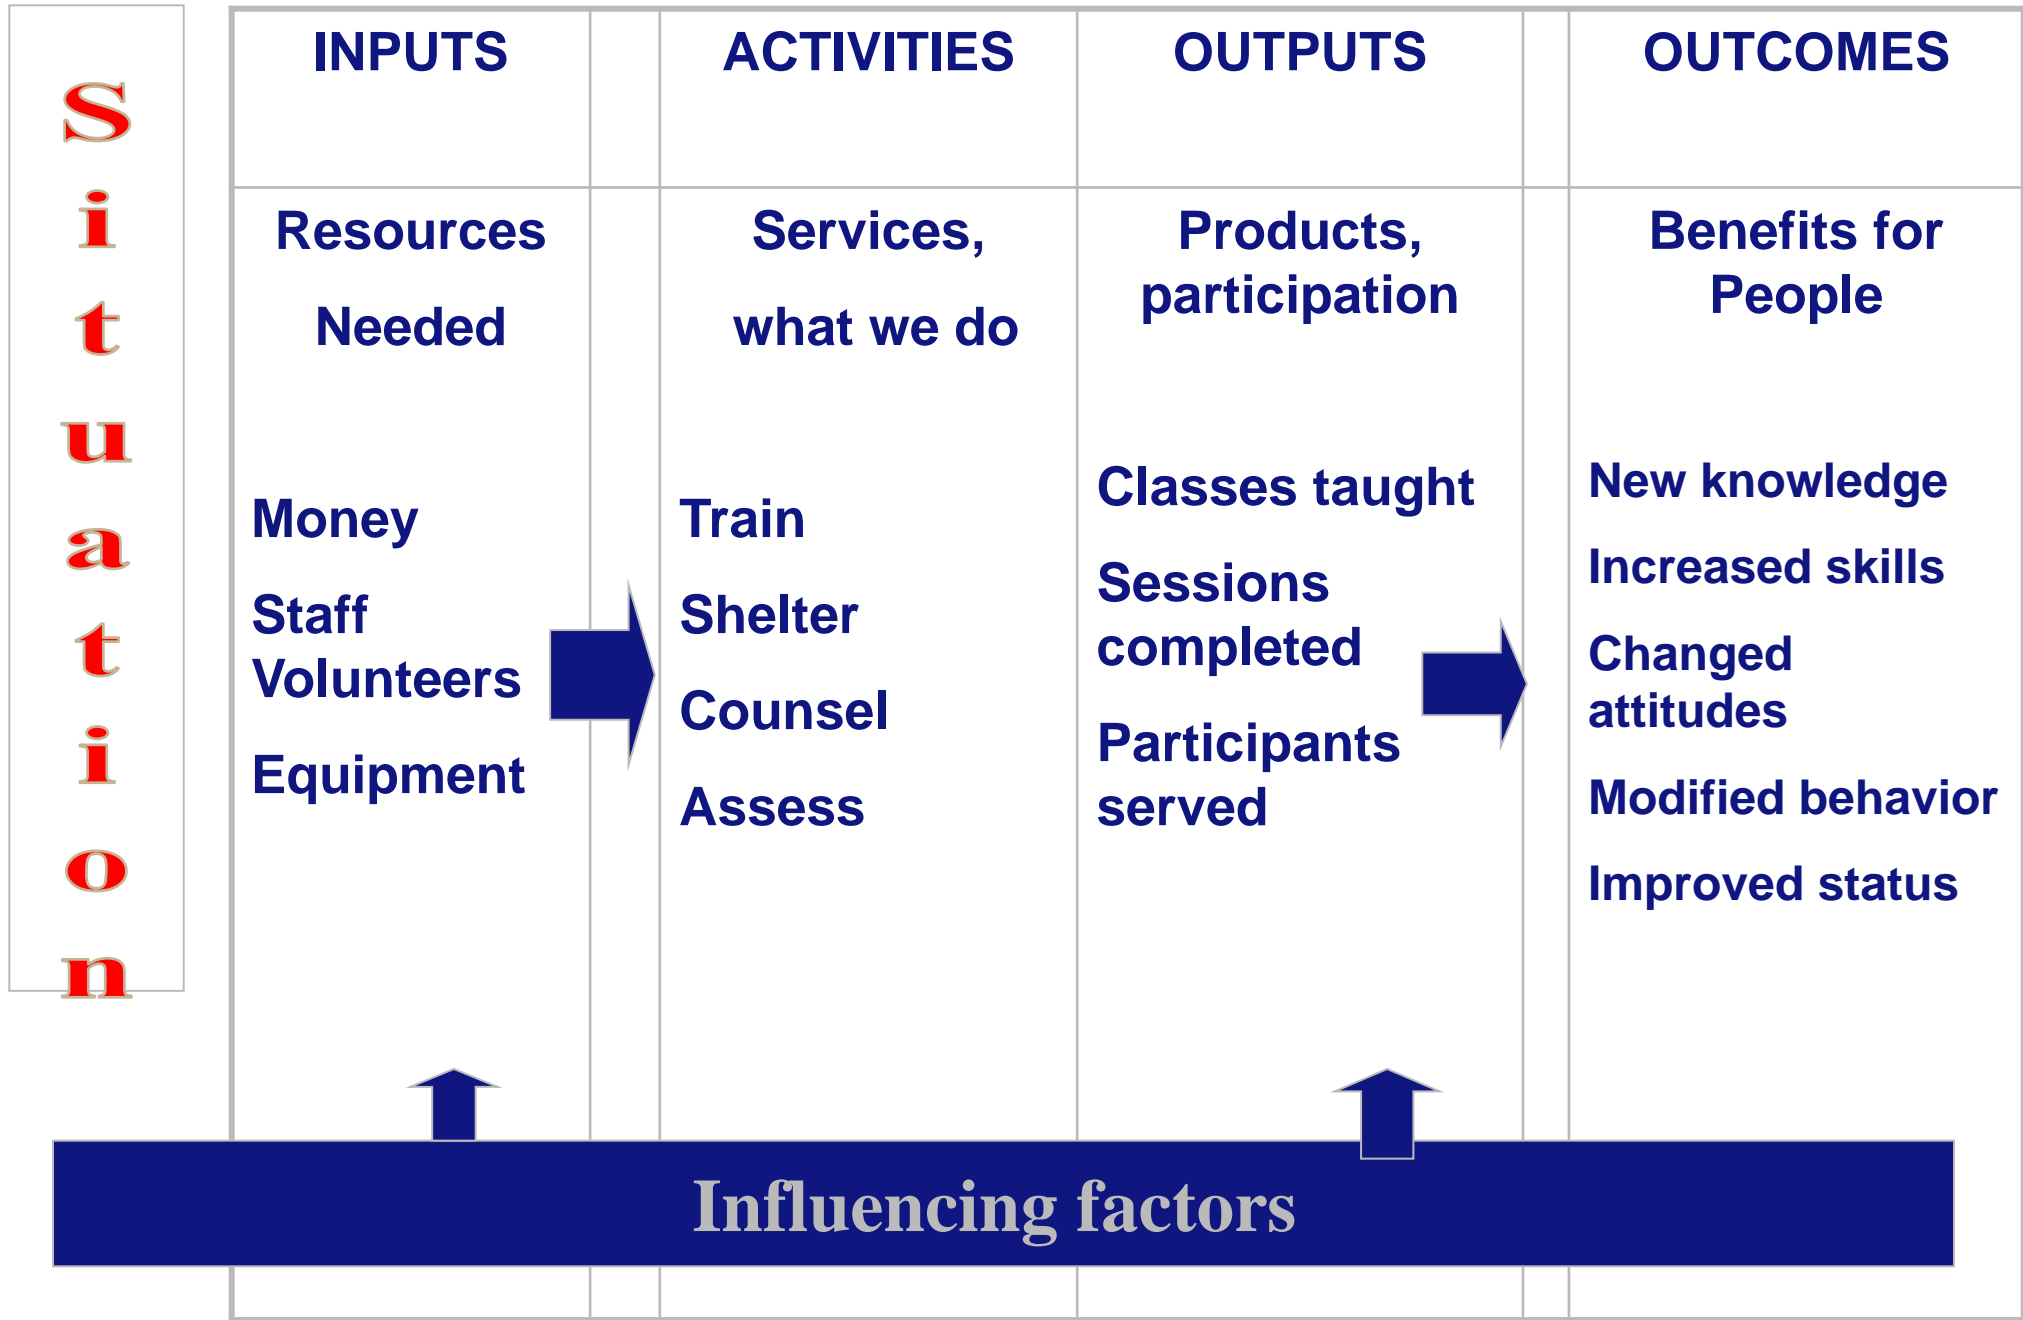 Situation
INPUTS
ACTIVITIES
OUTPUTS
OUTCOMES
Resources
Needed
Services,
what we do
Products,
participation
Benefits for
People
Money
Staff
Volunteers
Equipment
Train
Shelter
Counsel
Assess
Classes taught
Sessions
completed
Participants
served
New knowledge
Increased skills
Changed
attitudes
Modified behavior
Improved status
Influencing factors